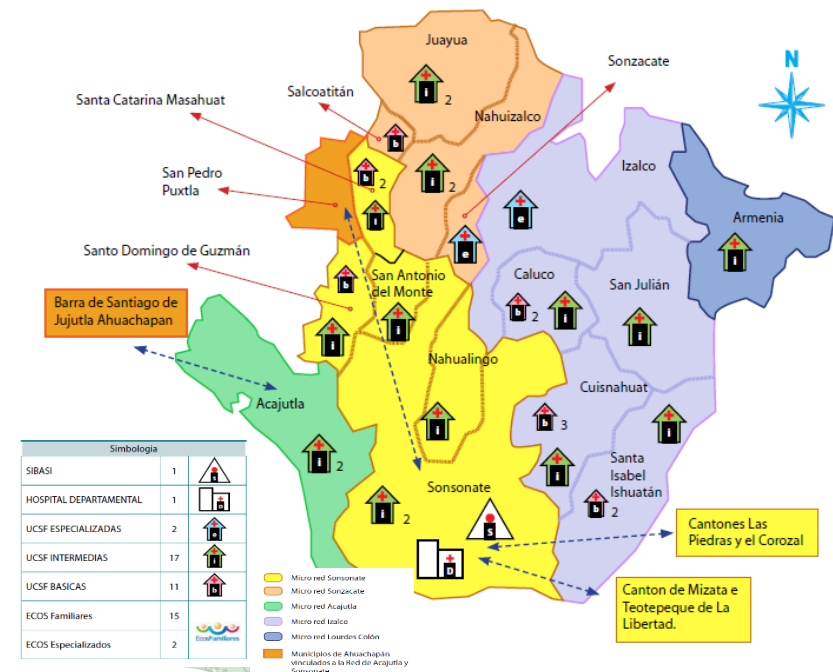 Juayua
i 2
Sonzacate
N
Salcoatitán
Santa Catarina Masahuat
Nahuizalco
b
b 2
i 2
Izalco
San Pedro
Puxtla
i
e
Armenia
i
e
Santo Domingo de Guzmán
San Antonio
del Monte
b
Caluco
San Julián
b 2
i
i
i
i
Barra de Santiago de
Jujutla Ahuachapan
Nahualingo
Cuisnahuat
Acajutla
b 3
i
i
i 2
i
Santa
Isabel
Ishuatán
b 2
Sonsonate
i 2
S
D
Cantones Las
Piedras y el Corozal
Canton de Mizata e
Teotepeque de La
Libertad.
Simbologia
SIBASI 1 S
HOSPITAL DEPARTAMENTAL 1 D
UCSF ESPECIALIZADAS 2 e
UCSF INTERMEDIAS 17 i
UCSF BASICAS 11 b
ECOS Familiares 15
EcosFamiliares
ECOS Especializados 2
Micro red Sonsonate
Micro red Sonzacate
Micro red Acajutla
Micro red Izalco
Micro red Lourdes Colón
Municipios de Ahuachapán
vinculados a la Red de Acajutla y
Sonsonate